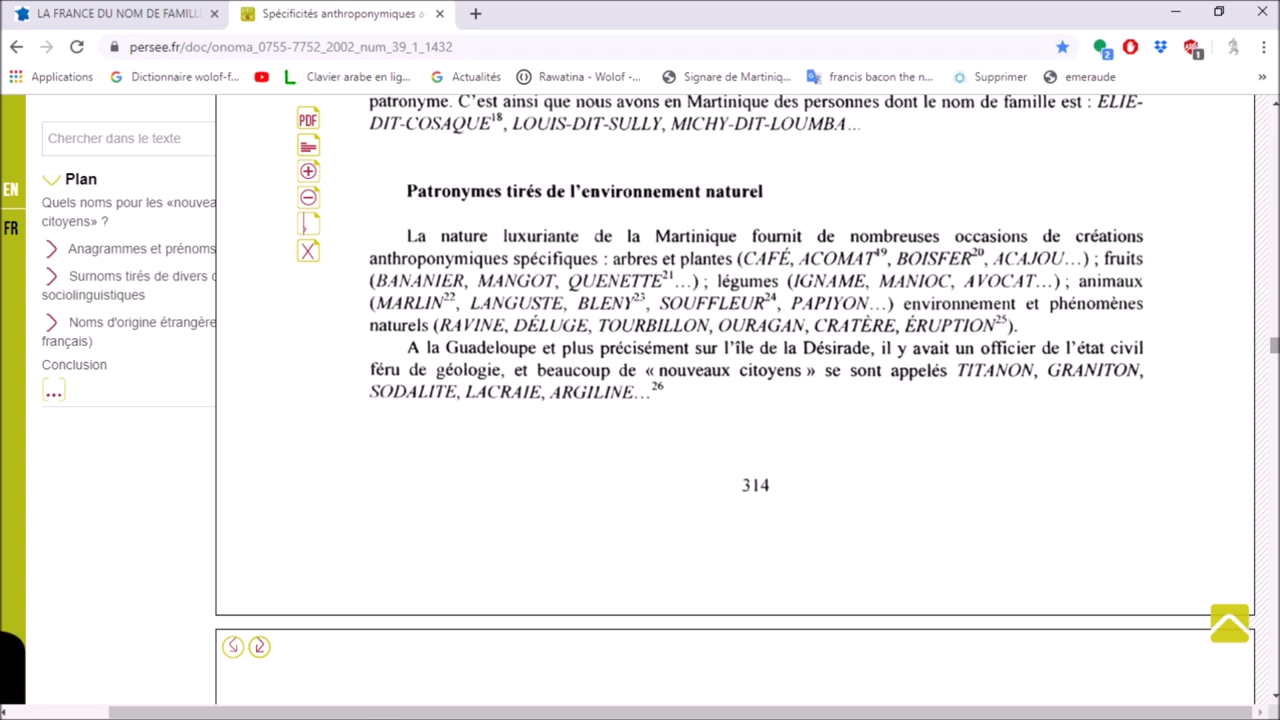 LA FRANCE DU NOM DE FAMILL
Spécificités anthroponymiques a
persee.fr/doc/onoma_0755-7752_2002_num_39_1_1432
2
1
Applications
Dictionnaire wolof-f...
Clavier arabe en lig...
Actualités
Rawatina - Wolof -...
Signare de Martiniq...
francis bacon the n...
Supprimer
emeraude
»
EN
FR
Chercher dans le texte
Plan
Quels noms pour les «nouvea
citoyens» ?
Anagrammes et prénoms
Surnoms tirés de divers
sociolinguistiques
Noms d'origine étrangère
français)
Conclusion
...
PDF
patronyme. C'est ainsi que nous avons en Martinique des personnes dont le nom de famille est : ELIE-
DIT-COSAQUE18, LOUIS-DIT-SULLY, MICHY-DIT-LOUMBA...
Patronymes tirés de l'environnement naturel
La nature luxuriante de la Martinique fournit de nombreuses occasions de créations
anthroponymiques spécifiques : arbres et plantes (CAFÉ, ACOMAT19, BOISFER20, ACAJOU...) ; fruits
(BANANIER, MANGOT, QUENETTE21...) ; légumes (IGNAME, MANIOC, AVOCAT...) ; animaux
(MARLIN22, LANGUSTE, BLENY23, SOUFFLEUR24, PAPIYON...) environnement et phénomènes
naturels (RAVINE, DÉLUGE, TOURBILLON, OURAGAN, CRATÈRE, ÉRUPTION25).
A la Guadeloupe et plus précisément sur l'île de la Désirade, il y avait un officier de l'état civil
féru de géologie, et beaucoup de « nouveaux citoyens » se sont appelés TITANON, GRANITON,
SODALITE, LACRAIE, ARGILINE...26
314